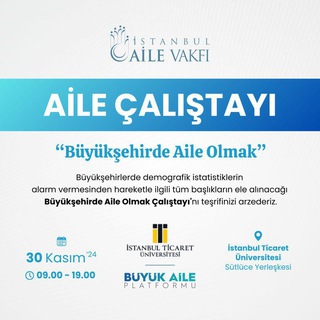 İSTANBUL
AİLE VAKFI
AİLE ÇALIŞTAYI
“Büyükşehirde Aile Olmak”
Büyükşehirlerde demografik istatistiklerin
alarm vermesinden hareketle ilgili tüm başlıkların ele alınacağı
Büyükşehirde Aile Olmak Çalıştayı'nı teşrifinizi arzederiz.
30 Kasım '24
09.00 - 19.00
İSTANBUL TİCARET
ÜNİVERSİTESİ
BÜYÜK AİLE
PLATFORMU
İstanbul Ticaret
Üniversitesi
Sütlüce Yerleşkesi